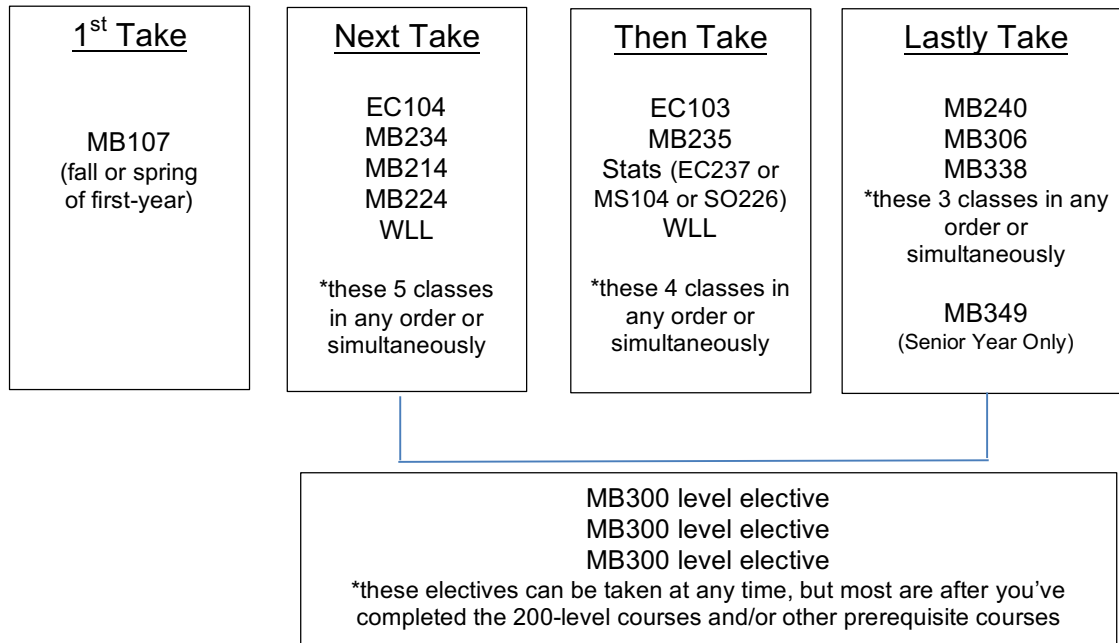 1st Take
MB107
(fall or spring
of first-year)
Next Take
EC104
MB234
MB214
MB224
WLL
*these 5 classes
in any order or
simultaneously
Then Take
EC103
MB235
Stats (EC237 or
MS104 or SO226)
WLL
*these 4 classes in
any order or
simultaneously
Lastly Take
MB240
MB306
MB338
*these 3 classes in any
order or
simultaneously
MB349
(Senior Year Only)
MB300 level elective
MB300 level elective
MB300 level elective
*these electives can be taken at any time, but most are after you’ve
completed the 200-level courses and/or other prerequisite courses